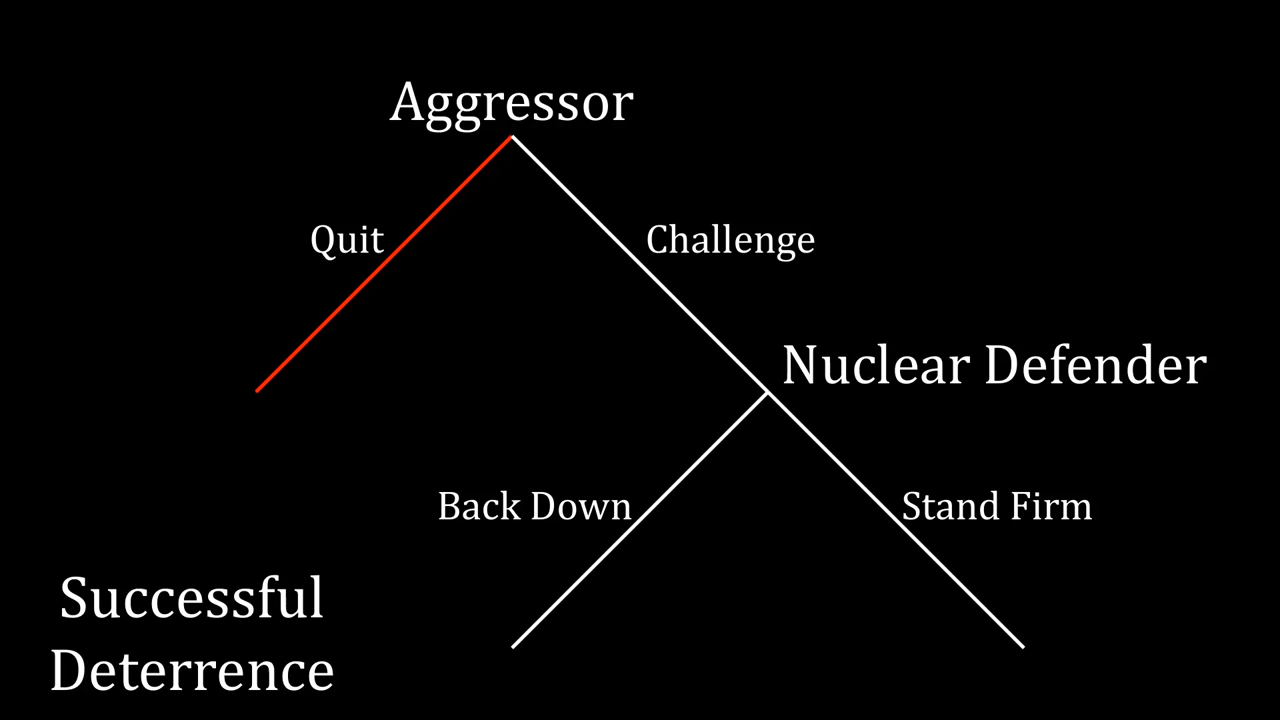 Aggressor
Quit
Challenge
Nuclear Defender
Back Down
Stand Firm
Successful
Deterrence